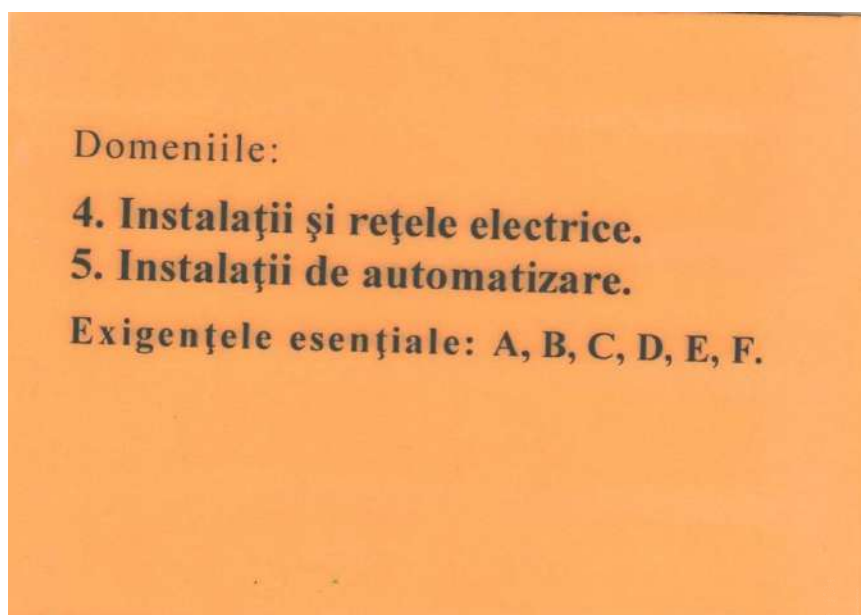 Domeniile:
4. Instalaţii şi reţele electrice.
5. Instalaţii de automatizare.
Exigenţele esenţiale: A, B, C, D, E, F.